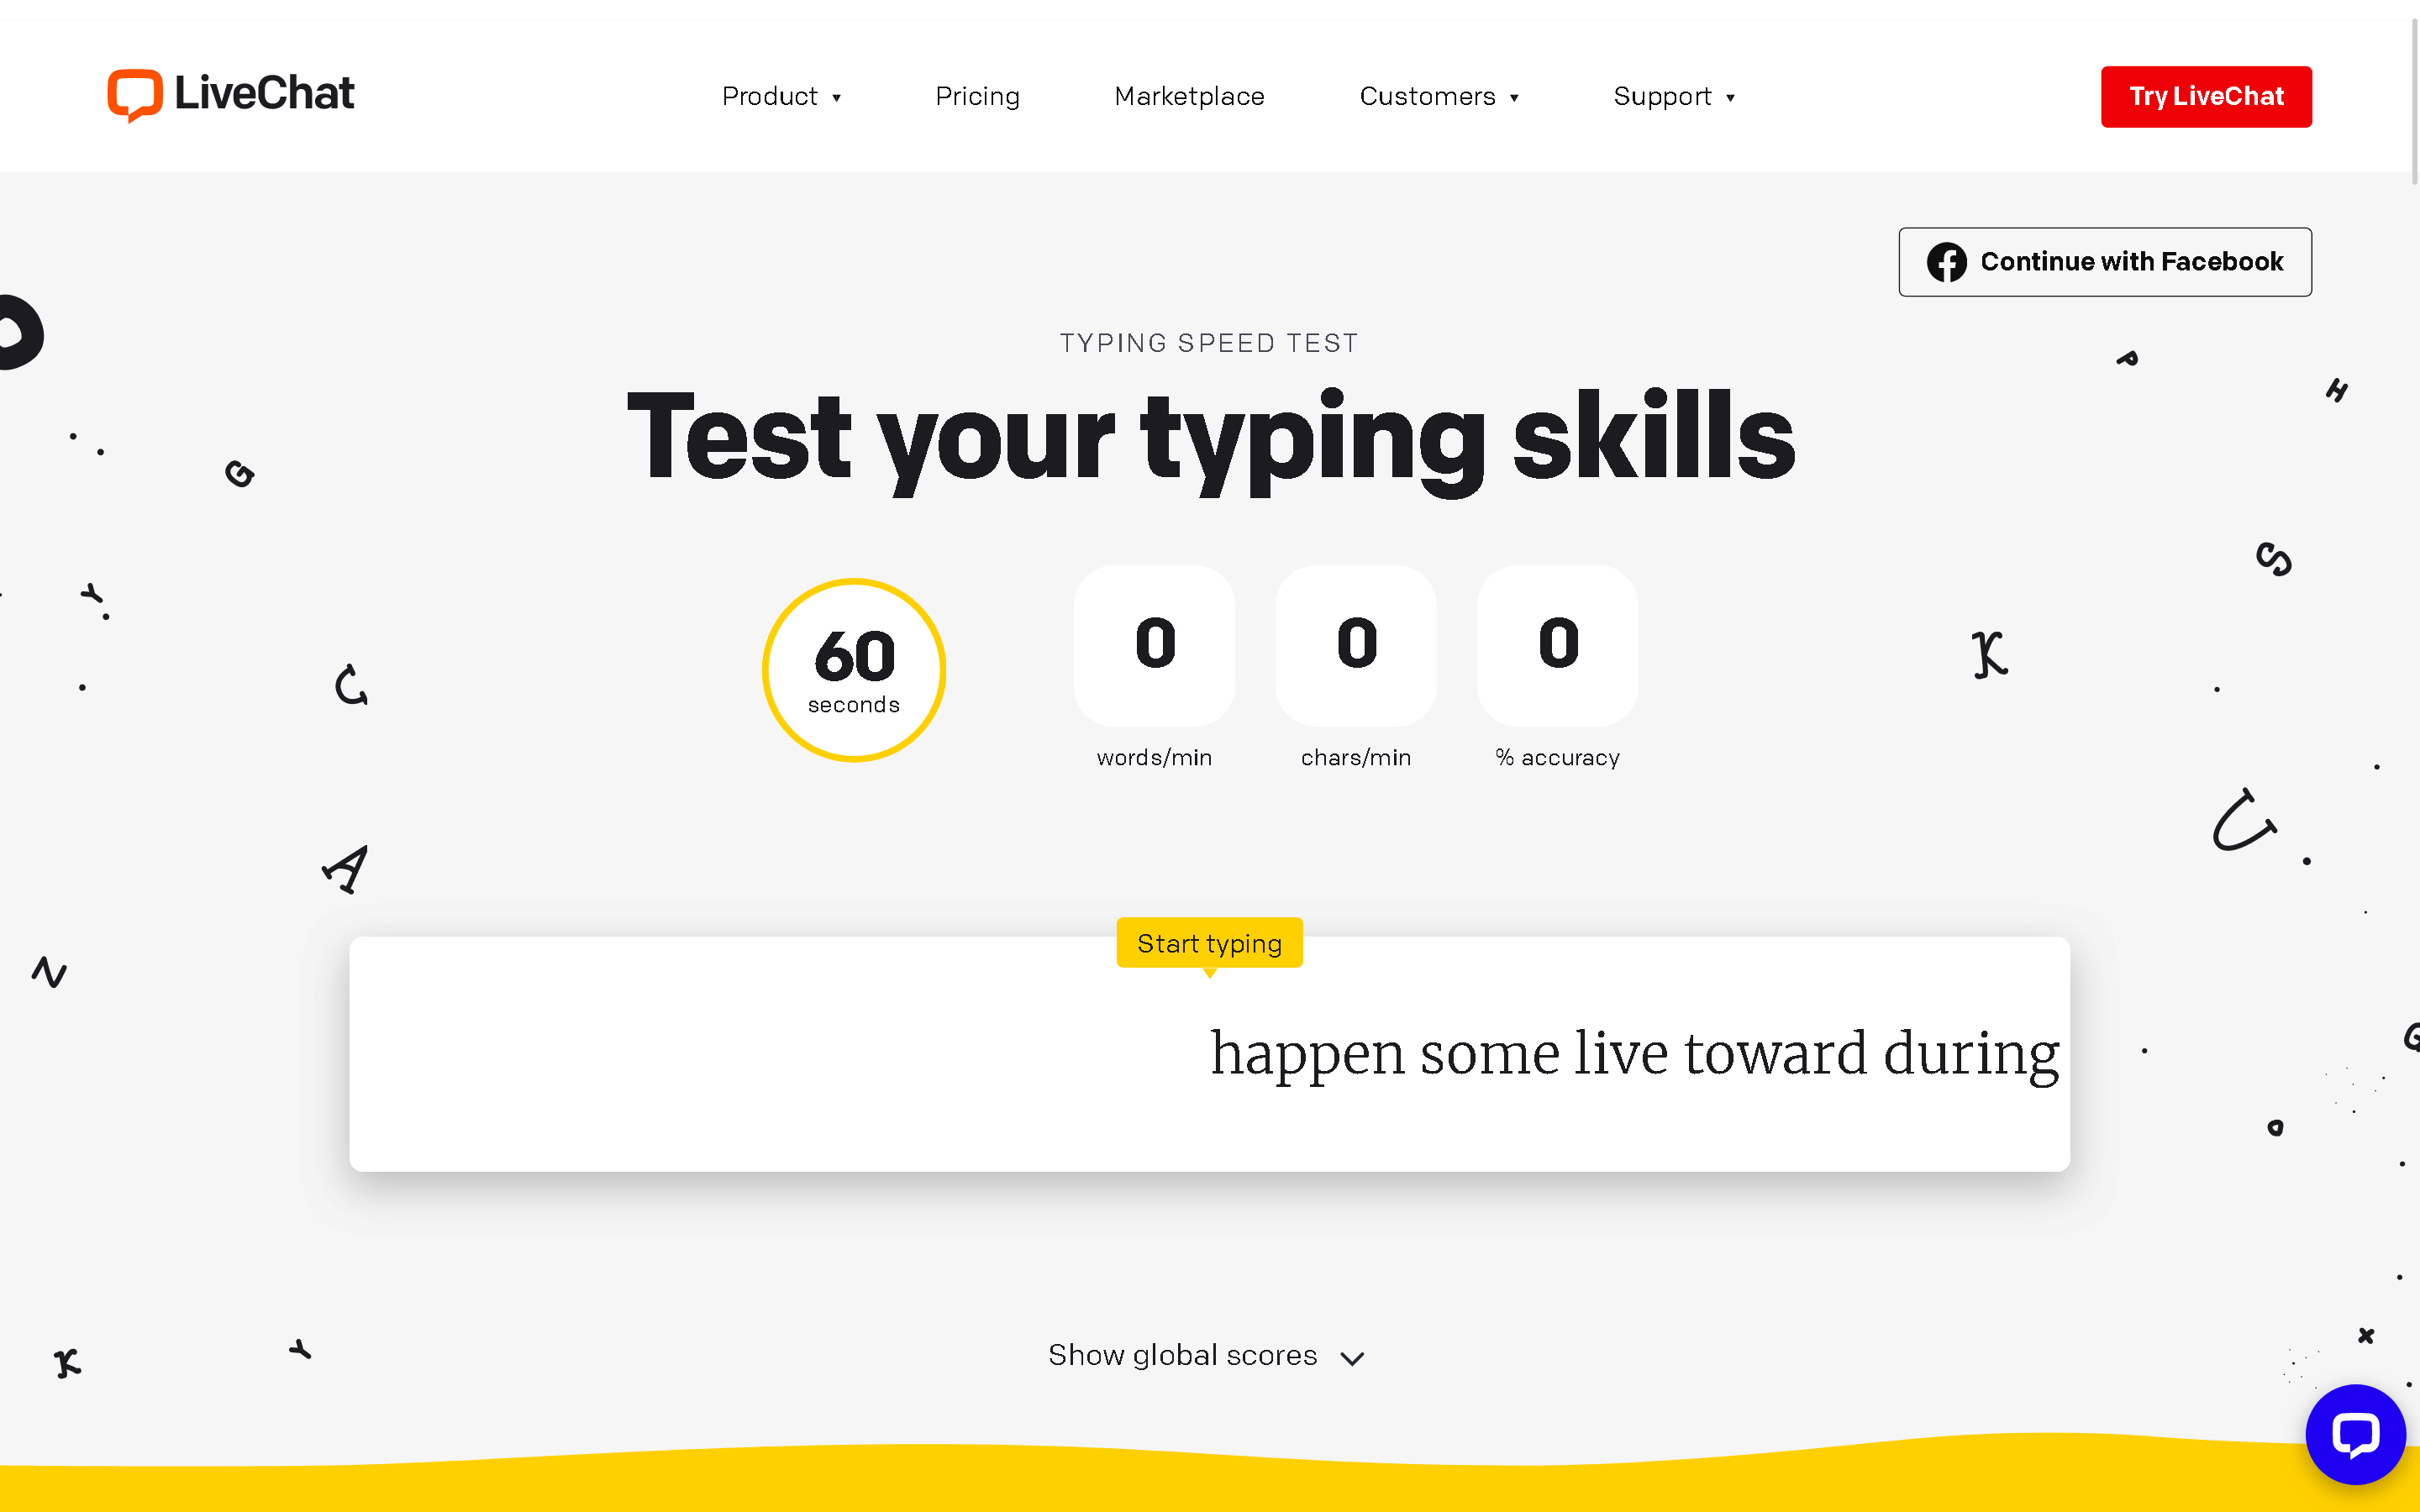 LiveChat
Product ▾ Pricing Marketplace Customers ▾ Support ▾
Try LiveChat
Continue with Facebook
TYPING SPEED TEST
Test your typing skills
60
seconds
0
words/min
0
chars/min
0
% accuracy
Start typing
happen some live toward during
Show global scores
P
H
G
S
Y
K
C
U
A
N
G
O
K
Y
X